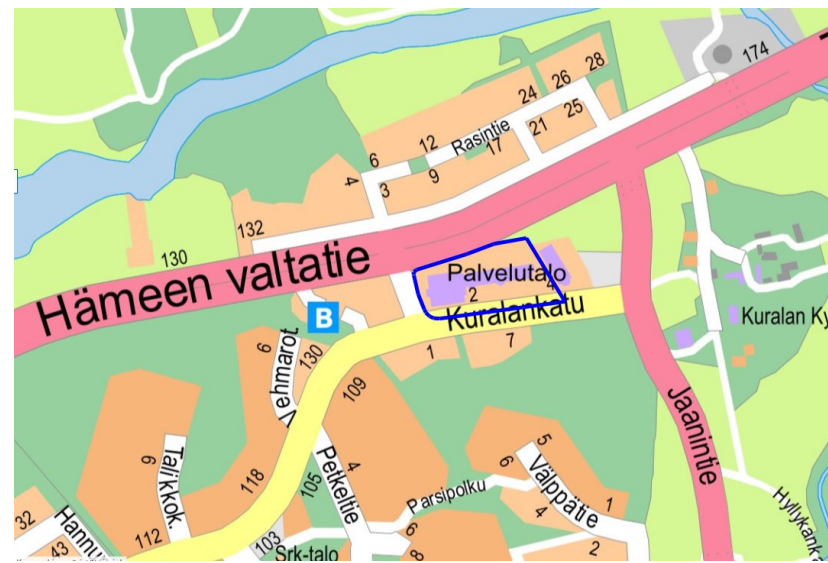 174
28
26
24
25
21
Rasintie
17
12
6
9
4
3
132
130
Hämeen valtatie
Palvelutalo
2
4
Kuralankatu
B
Kuralan Ky
6
Vehmarot
130
1
7
109
Jaanintie
5
6
Välppätie
4
1
2
Petkeltie
4
Parsipolku
105
118
9
Talikkok.
112
32
43
Hannu
103
Srk-talo
6
8
Hyllykank